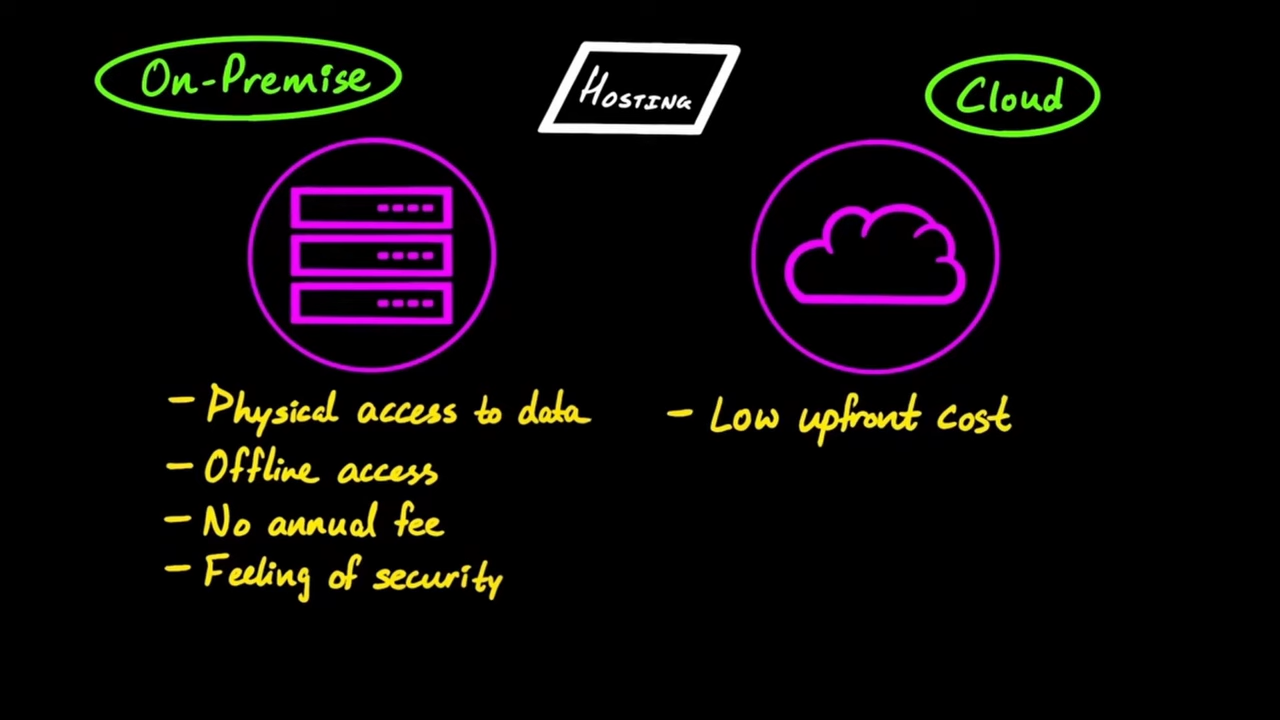 On-Premise
HOSTING
Cloud
- Physical access to data
- Offline access
- No annual fee
- Feeling of security
- Low upfront cost